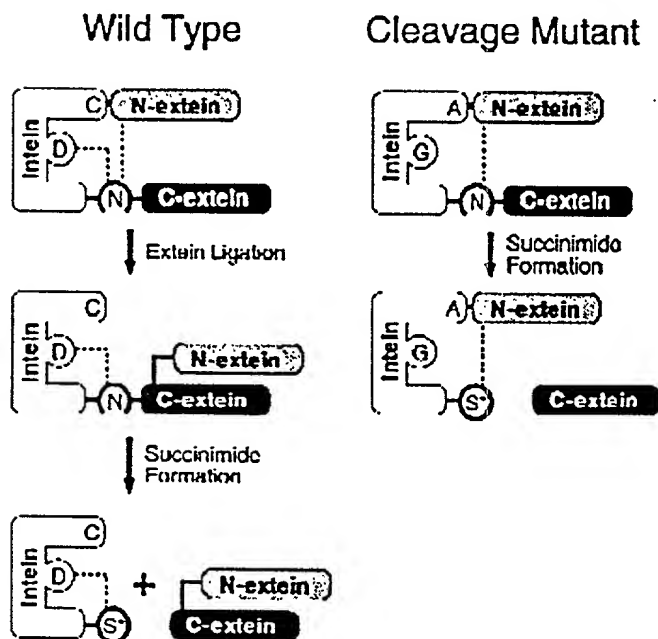 Wild Type
Cleavage Mutant
C
N-extein
Intein
D
N
C-extein
A
N-extein
Intein
G
N
C-extein
Extein Ligation
Succinimide
Formation
C
Intein
D
N-extein
N
C-extein
A
N-extein
Intein
G
S*
C-extein
Succinimide
Formation
C
Intein
D
S*
+
N-extein
C-extein